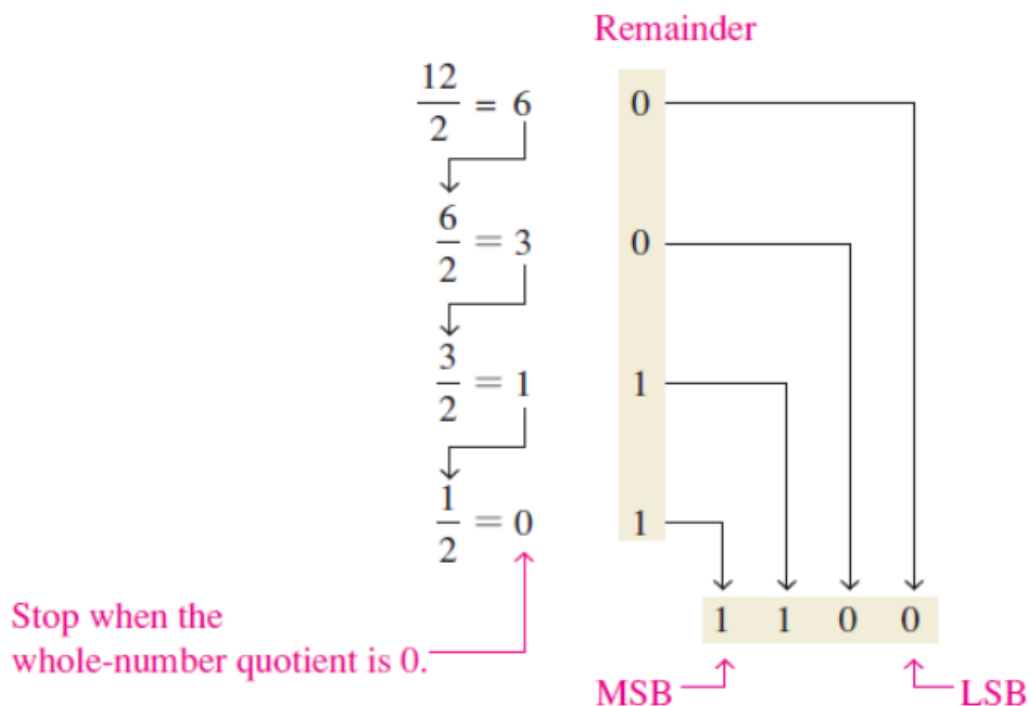 Remainder
12/2 = 6 0
6/2 = 3 0
3/2 = 1 1
1/2 = 0 1
1 1 0 0
Stop when the
whole-number quotient is 0.
MSB LSB